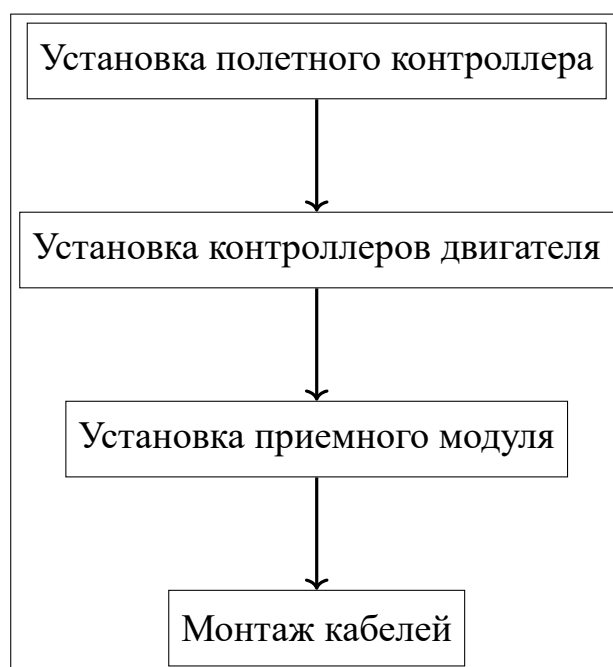 Установка полетного контроллера
Установка контроллеров двигателя
Установка приемного модуля
Монтаж кабелей